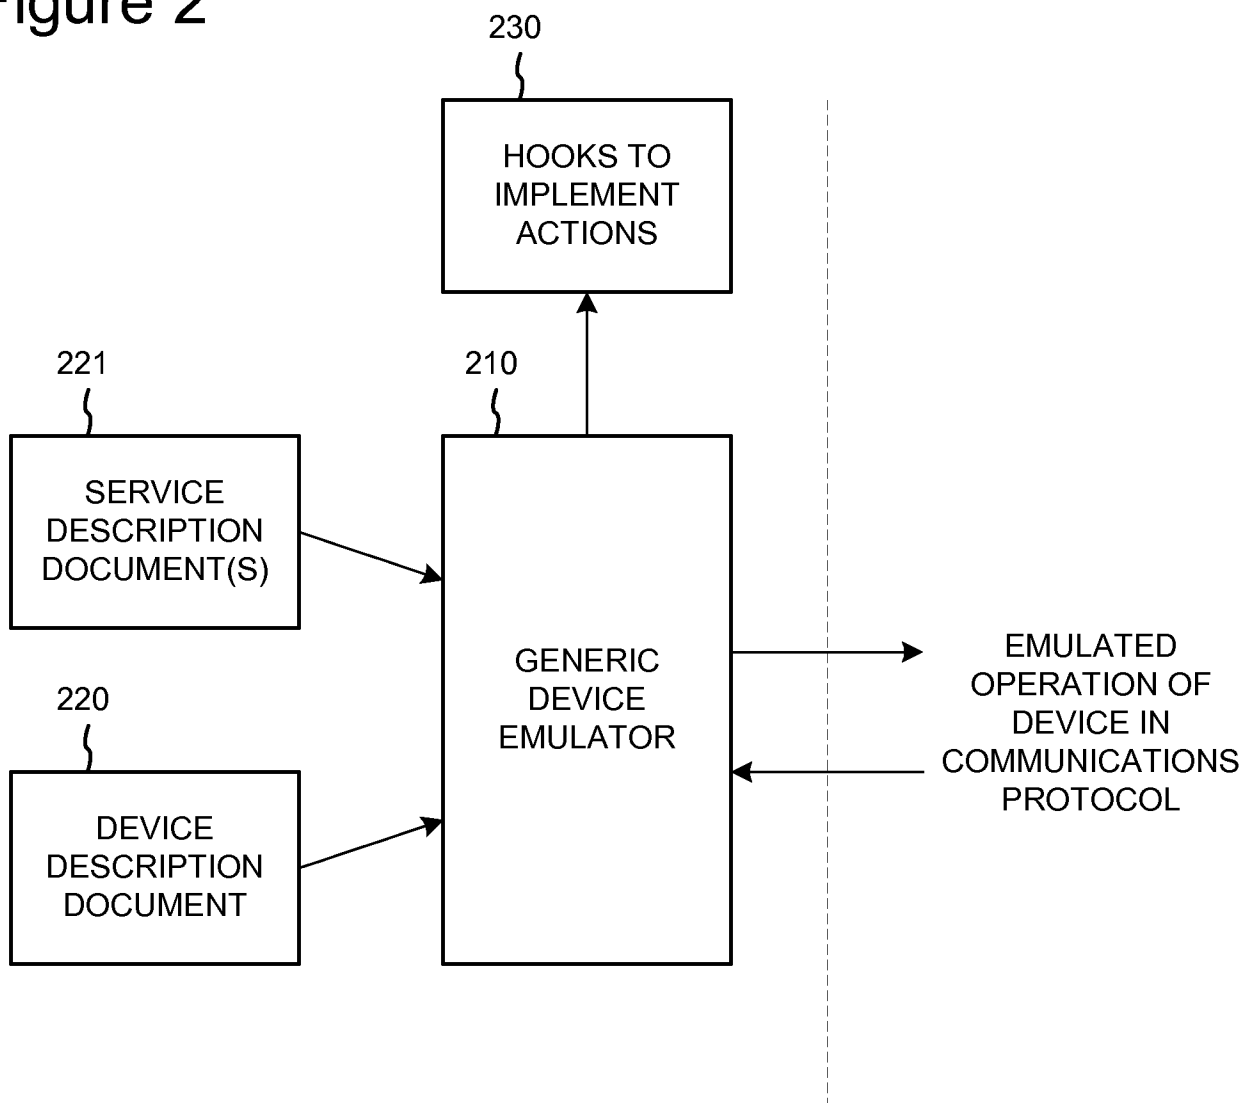 Figure 2
230
HOOKS TO
IMPLEMENT
ACTIONS
221
210
SERVICE
DESCRIPTION
DOCUMENT(S)
GENERIC
DEVICE
EMULATOR
EMULATED
OPERATION OF
DEVICE IN
COMMUNICATIONS
PROTOCOL
220
DEVICE
DESCRIPTION
DOCUMENT